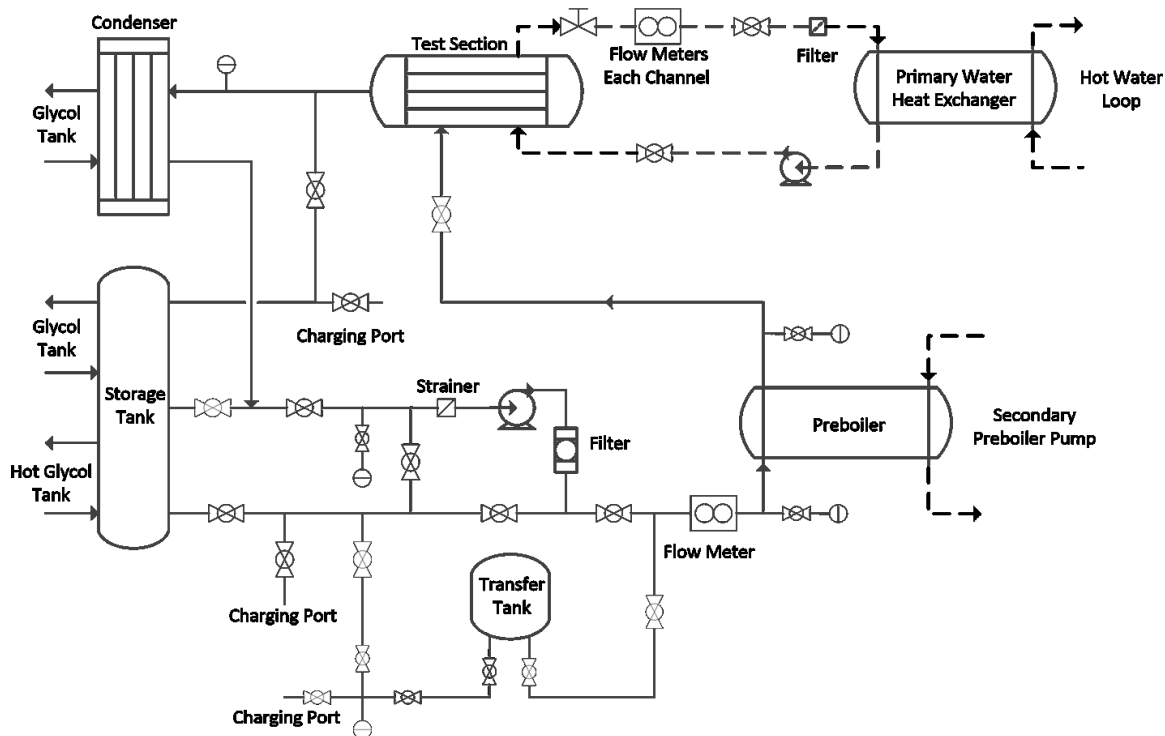 Condenser
Test Section
Flow Meters
Each Channel
Filter
Primary Water
Heat Exchanger
Hot Water
Loop
Glycol
Tank
Glycol
Tank
Charging Port
Storage
Tank
Strainer
Filter
Preboiler
Secondary
Preboiler Pump
Hot Glycol
Tank
Flow Meter
Transfer
Tank
Charging Port
Charging Port